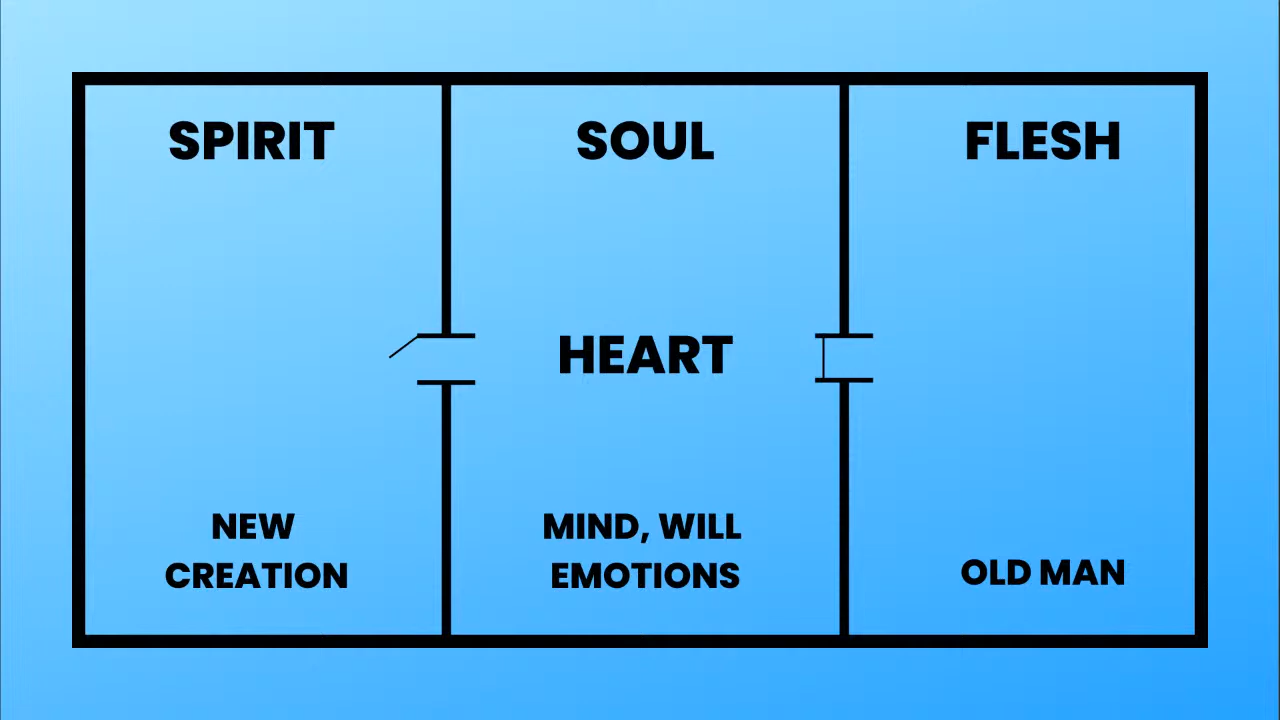 SPIRIT
SOUL
FLESH
HEART
NEW
CREATION
MIND, WILL
EMOTIONS
OLD MAN